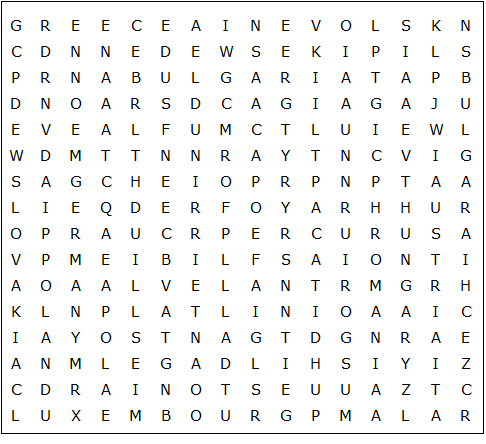 G R E E C E A I N E V O L S K N
C D N N E D E W S E K I P I L S
P R N A B U L G A R I A T A P B
D N O A R S D C A G I A G A J U
E V E A L F U M C T L U I E W L
W D M T T N N R A Y T N C V I G
S A G C H E I O P R P N P T A A
L I E Q D E R F O Y A R H H U R
O P R A U C R P E R C U R U S A
V P M E I B I L F S A I O N T I
A O A A L V E L A N T R M G R H
K L N P L A T L I N I O A A I C
I A Y O S T N A G T D G N R A E
A N M L E G A D L I H S I Y I Z
C D R A I N O T S E U U A Z T C
L U X E M B O U R G P M A L A R